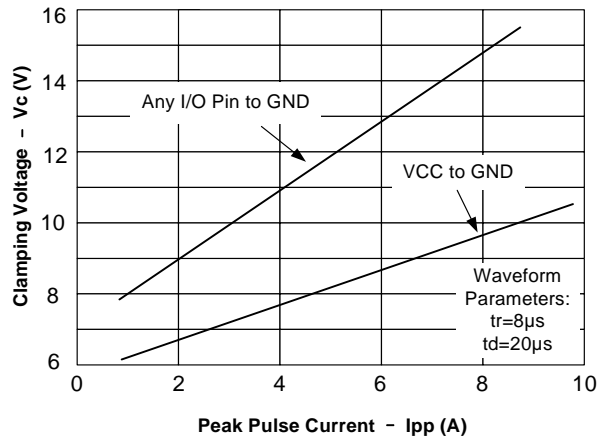 Clamping Voltage – Vc (V)
16
14
12
10
8
6
Any I/O Pin to GND
VCC to GND
Waveform
Parameters:
tr=8µs
td=20µs
0
2
4
6
8
10
Peak Pulse Current – Ipp (A)